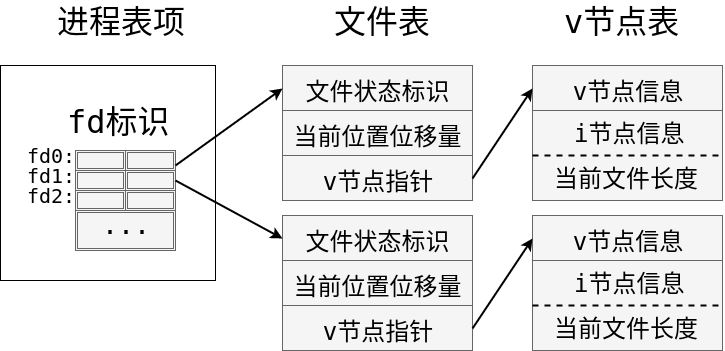 进程表项
文件表
v节点表
fd标识
fd0:
fd1:
fd2:
...
文件状态标识
当前位置位移量
v节点指针
v节点信息
i节点信息
当前文件长度
文件状态标识
当前位置位移量
v节点指针
v节点信息
i节点信息
当前文件长度